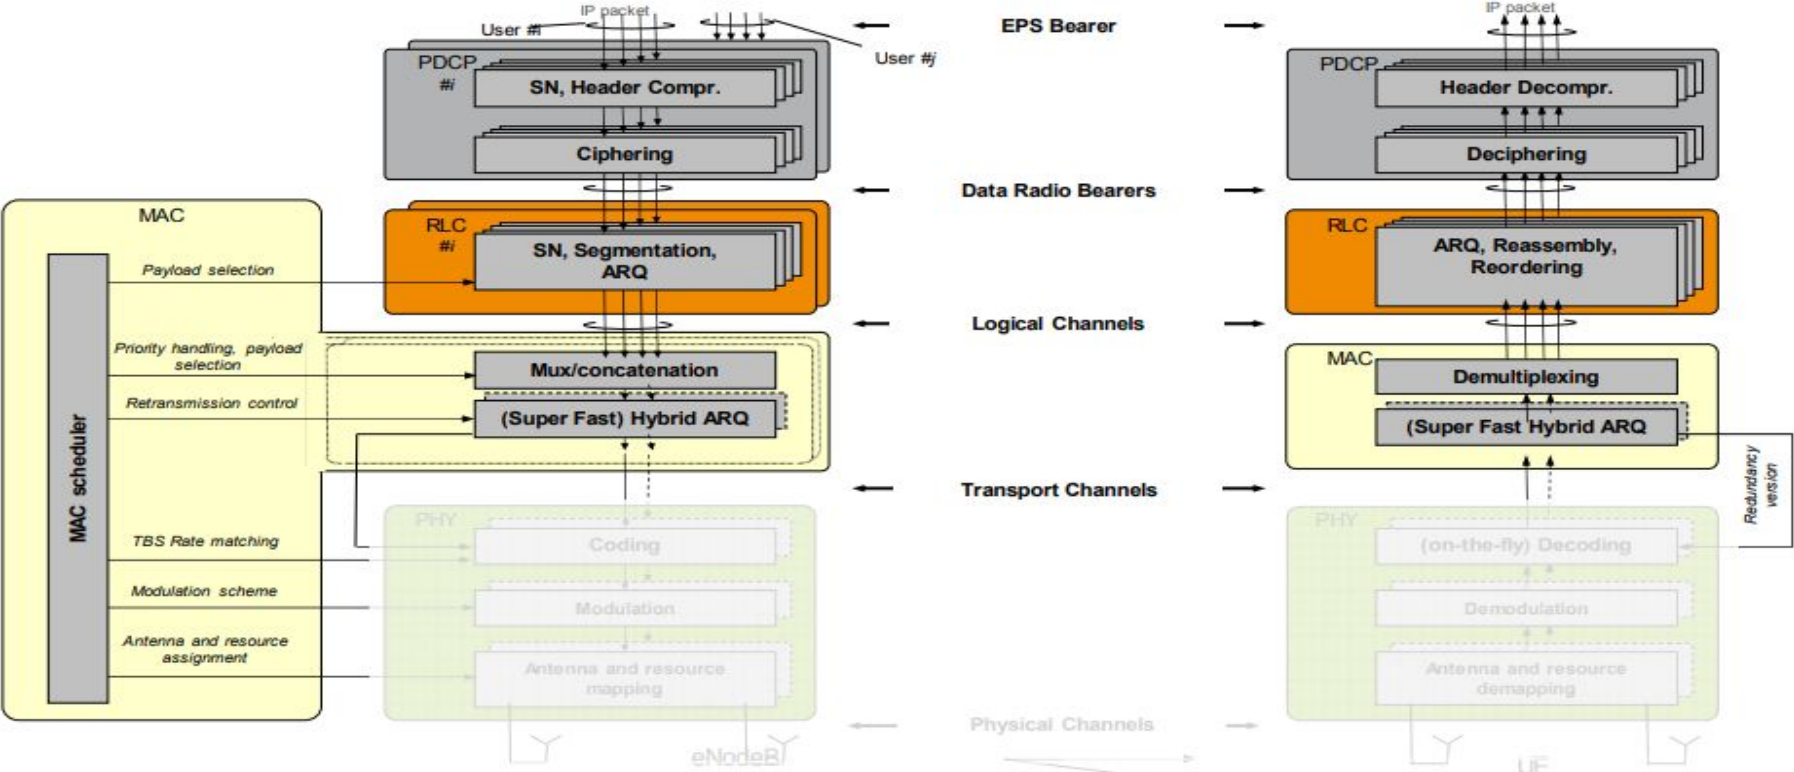 IP packet
User #i
User #j
EPS Bearer
IP packet
PDCP
#i
SN, Header Compr.
Ciphering
PDCP
Header Decompr.
Deciphering
Data Radio Bearers
MAC
MAC scheduler
Payload selection
Priority handling, payload
selection
Retransmission control
TBS Rate matching
Modulation scheme
Antenna and resource
assignment
RLC
#i
SN, Segmentation,
ARQ
RLC
ARQ, Reassembly,
Reordering
Logical Channels
Mux/concatenation
(Super Fast) Hybrid ARQ
MAC
Demultiplexing
(Super Fast Hybrid ARQ
Redundancy
version
Transport Channels
PHY
Coding
Modulation
Antenna and resource
mapping
PHY
(on-the-fly) Decoding
Demodulation
Antenna and resource
demapping
Physical Channels
eNodeB
UE